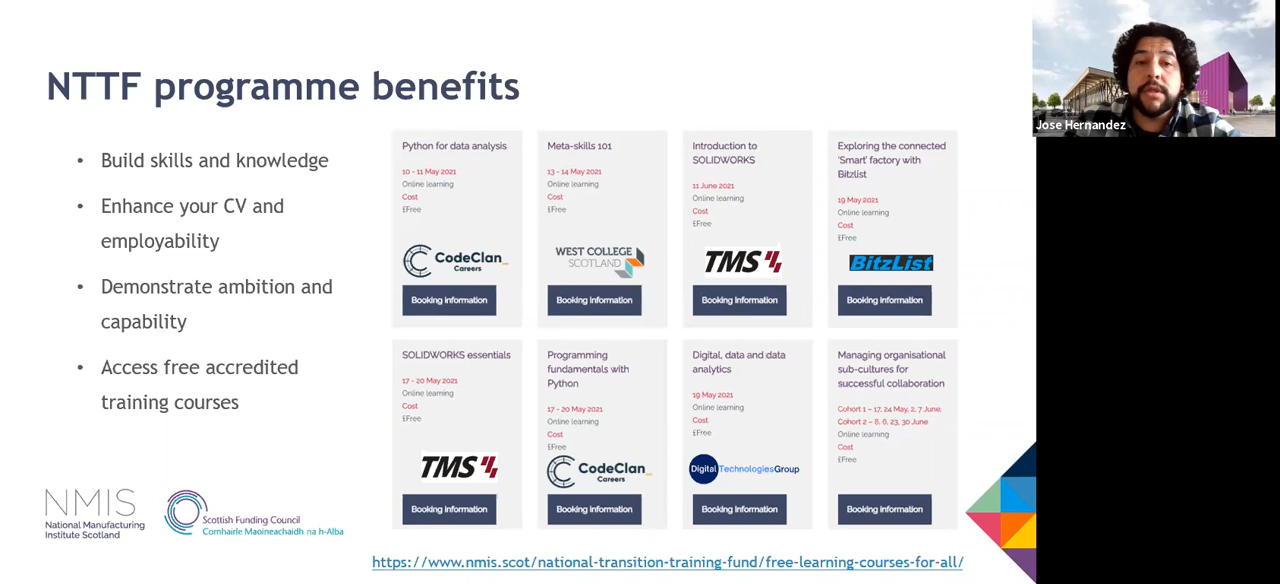 NTTF programme benefits
• Build skills and knowledge
• Enhance your CV and
employability
• Demonstrate ambition and
capability
• Access free accredited
training courses
Python for data analysis
10 - 11 May 2021
Online learning
Cost
£Free
CodeClan_
Careers
Booking information
Meta-skills 101
13 - 14 May 2021
Online learning
Cost
£Free
WEST COLLEGE
SCOTLAND
Booking information
Introduction to
SOLIDWORKS
11 June 2021
Online learning
Cost
£Free
TMS
Booking information
Exploring the connected
'Smart' factory with
Bitzlist
19 May 2021
Online learning
Cost
£Free
BitzList
Booking information
SOLIDWORKS essentials
17 - 20 May 2021
Online learning
Cost
£Free
TMS
Booking information
Programming
fundamentals with
Python
17 - 20 May 2021
Online learning
Cost
£Free
CodeClan_
Careers
Booking information
Digital, data and data
analytics
19 May 2021
Online learning
Cost
£Free
Digital TechnologiesGroup
Booking information
Managing organisational
sub-cultures for
successful collaboration
Cohort 1 – 17, 24 May, 2, 7 June,
Cohort 2 – 8, 6, 23, 30 June
Online learning
Cost
£Free
Booking information
NMIS
National Manufacturing
Institute Scotland
Scottish Funding Council
Comhairle Maoineachaidh na h-Alba
https://www.nmis.scot/national-transition-training-fund/free-learning-courses-for-all/
Jose Hernandez
NMIS